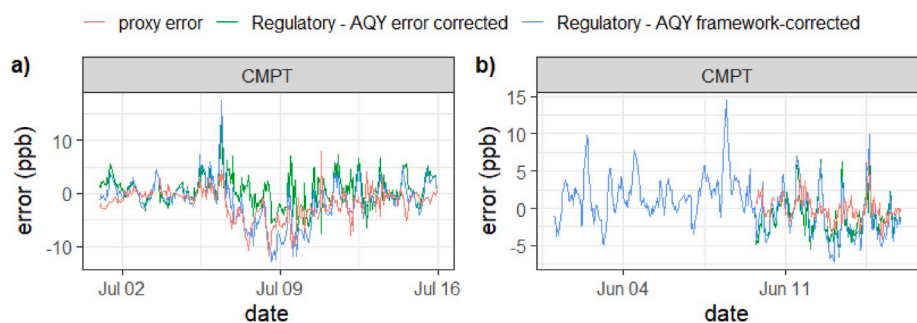 proxy error Regulatory - AQY error corrected Regulatory - AQY framework-corrected
a)
CMPT
10
0
-10
error (ppb)
Jul 02 Jul 09 Jul 16
date
b)
CMPT
15
10
5
0
-5
error (ppb)
Jun 04 Jun 11
date